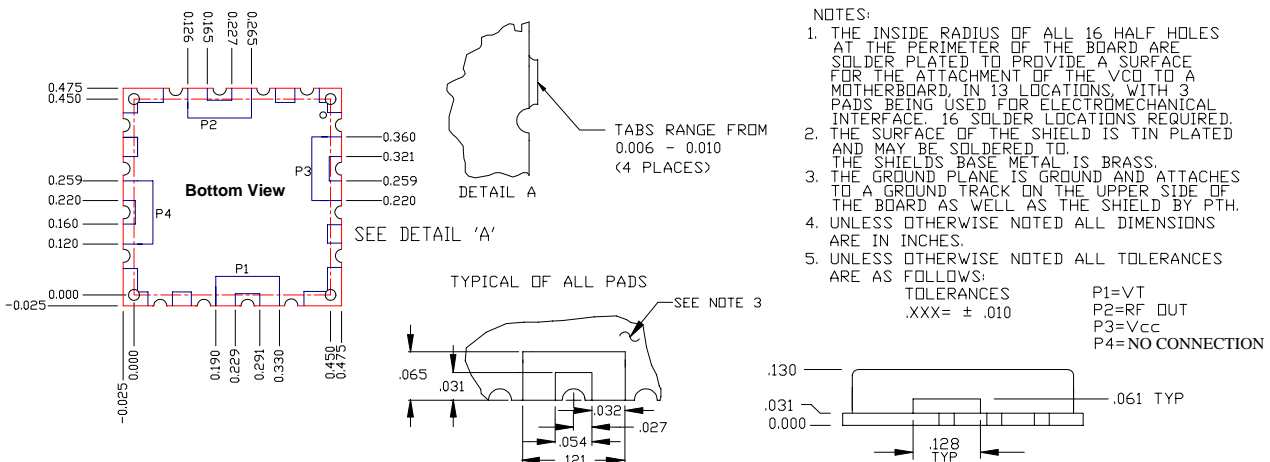 0.126
0.165
0.227
0.265
0.475
0.450
P2
0.360
0.321
P3
0.259
0.220
0.259
0.220
P4
0.160
0.120
Bottom View
SEE DETAIL 'A'
P1
0.000
-0.025
-0.025
0.000
0.190
0.229
0.291
0.330
0.450
0.475
TABS RANGE FROM
0.006 - 0.010
(4 PLACES)
DETAIL A
TYPICAL OF ALL PADS
SEE NOTE 3
.065
.031
.032
.027
.054
.121
NOTES:
1. THE INSIDE RADIUS OF ALL 16 HALF HOLES
AT THE PERIMETER OF THE BOARD ARE
SOLDER PLATED TO PROVIDE A SURFACE
FOR THE ATTACHMENT OF THE VCO TO A
MOTHERBOARD, IN 13 LOCATIONS, WITH 3
PADS BEING USED FOR ELECTROMECHANICAL
INTERFACE. 16 SOLDER LOCATIONS REQUIRED.
2. THE SURFACE OF THE SHIELD IS TIN PLATED
AND MAY BE SOLDERED TO.
THE SHIELDS BASE METAL IS BRASS.
3. THE GROUND PLANE IS GROUND AND ATTACHES
TO A GROUND TRACK ON THE UPPER SIDE OF
THE BOARD AS WELL AS THE SHIELD BY PTH.
4. UNLESS OTHERWISE NOTED ALL DIMENSIONS
ARE IN INCHES.
5. UNLESS OTHERWISE NOTED ALL TOLERANCES
ARE AS FOLLOWS:
TOLERANCES
.XXX= ± .010
P1=VT
P2=RF OUT
P3=Vcc
P4=NO CONNECTION
.130
.031
0.000
.061 TYP
.128
TYP